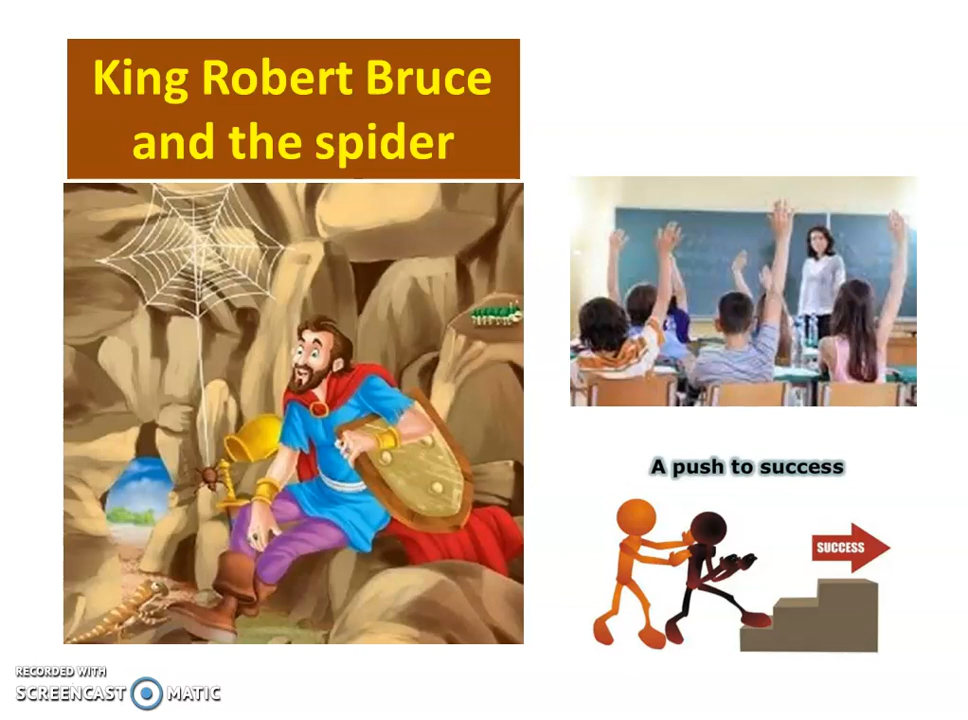 King Robert Bruce
and the spider
A push to success
SUCCESS
RECORDED WITH
SCREENCAST MATIC